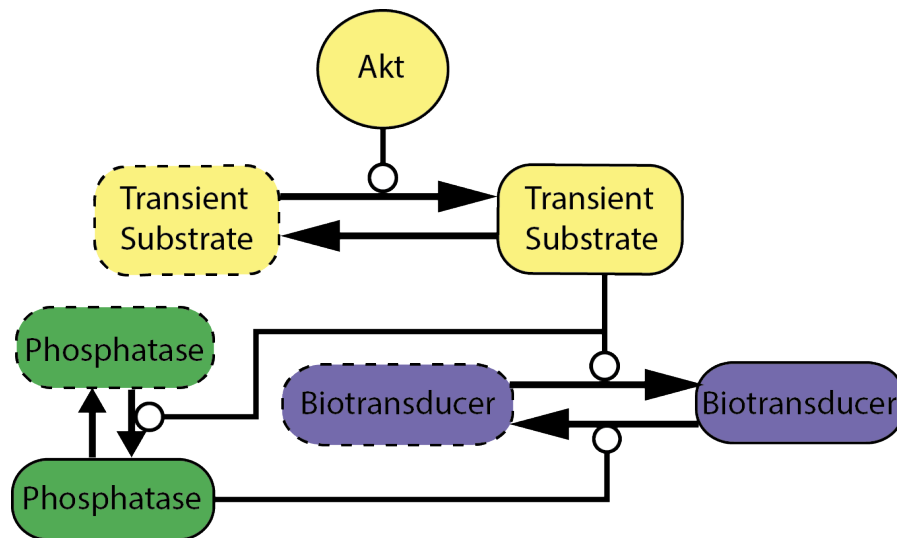 Akt
Transient
Substrate
Transient
Substrate
Phosphatase
Biotransducer
Biotransducer
Phosphatase